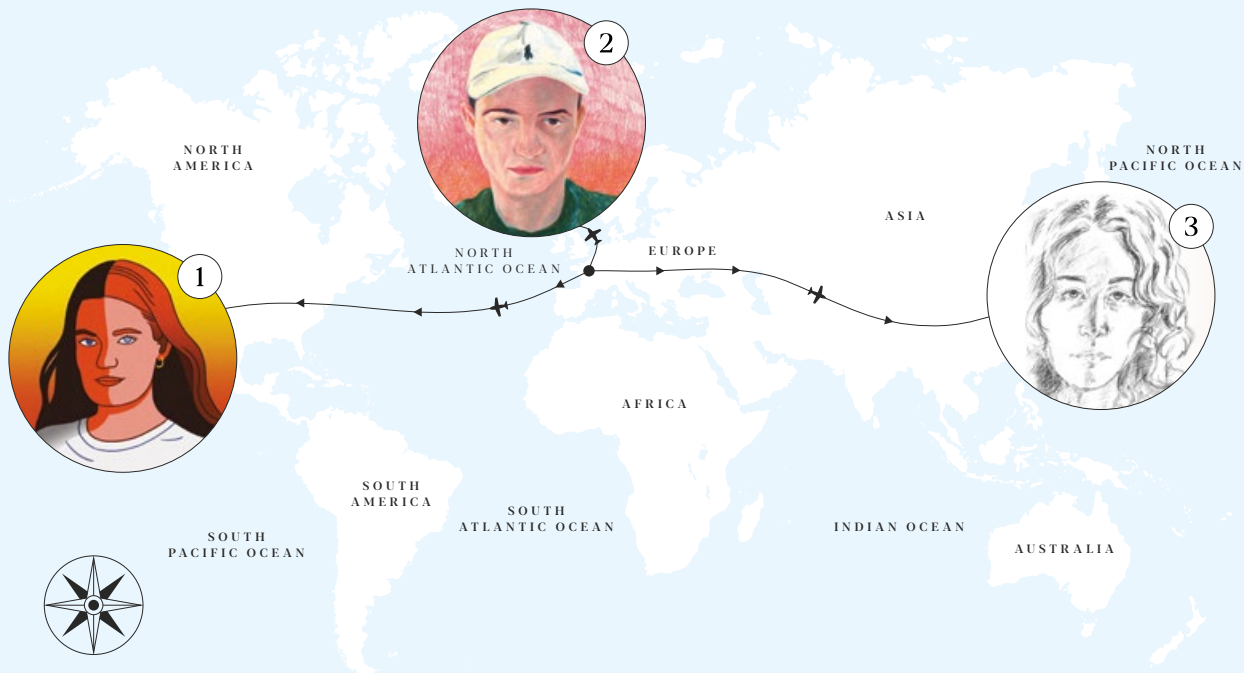 2
NORTH
AMERICA
NORTH
PACIFIC OCEAN
3
ASIA
NORTH
ATLANTIC OCEAN
EUROPE
1
AFRICA
SOUTH
AMERICA
SOUTH
ATLANTIC OCEAN
INDIAN OCEAN
SOUTH
PACIFIC OCEAN
AUSTRALIA